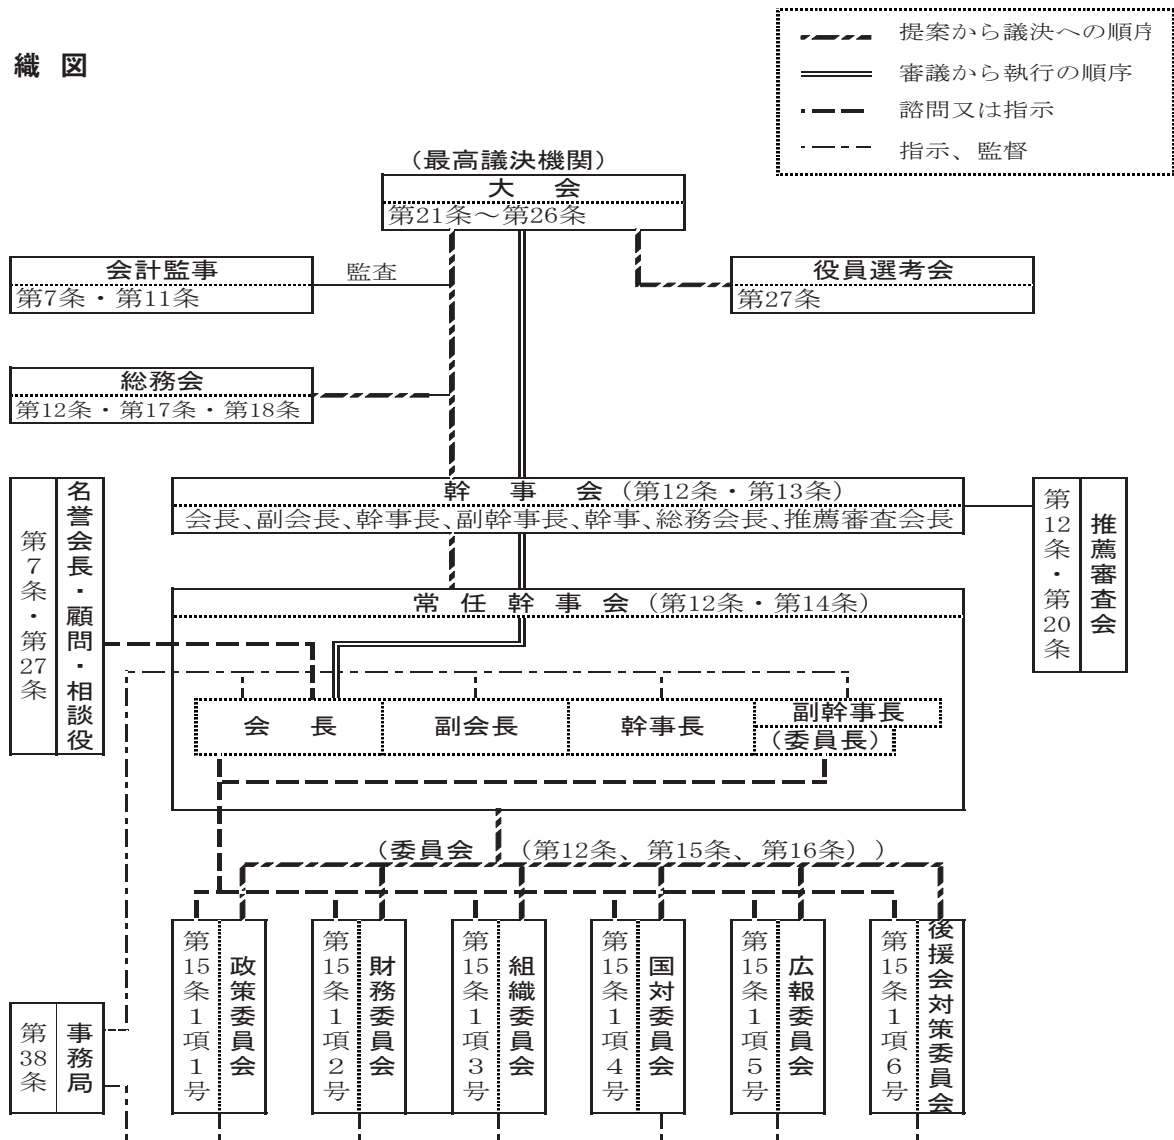 織 図
提案から議決への順序
審議から執行の順序
諮問又は指示
指示、監督
(最高議決機関)
大 会
第21条～第26条
会計監事
第7条・第11条
監査
役員選考会
第27条
総務会
第12条・第17条・第18条
名誉会長・顧問・相談役
第7条・第27条
幹 事 会 (第12条・第13条)
会長、副会長、幹事長、副幹事長、幹事、総務会長、推薦審査会長
推薦審査会
第12条・第20条
常 任 幹 事 会 (第12条・第14条)
会 長
副会長
幹事長
副幹事長
(委員長)
(委員会 (第12条、第15条、第16条) )
政策委員会
第15条1項1号
財務委員会
第15条1項2号
組織委員会
第15条1項3号
国対委員会
第15条1項4号
広報委員会
第15条1項5号
後援会対策委員会
第15条1項6号
事務局
第38条